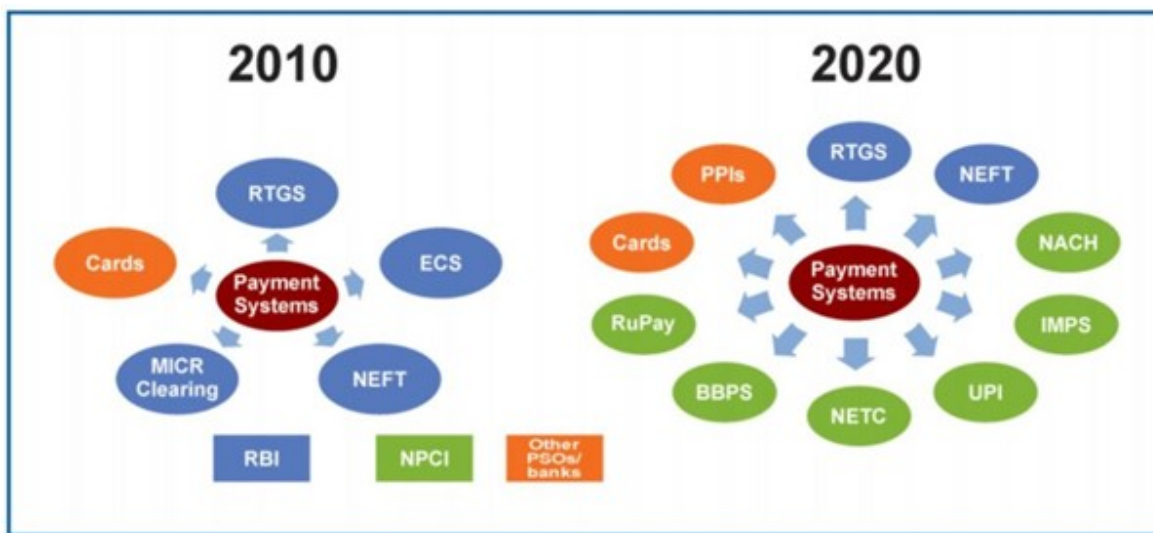 2010
RTGS
Cards
ECS
Payment
Systems
MICR
Clearing
NEFT
RBI
NPCI
Other
PSOs/
banks
2020
RTGS
PPIs
NEFT
Cards
NACH
Payment
Systems
RuPay
IMPS
BBPS
UPI
NETC